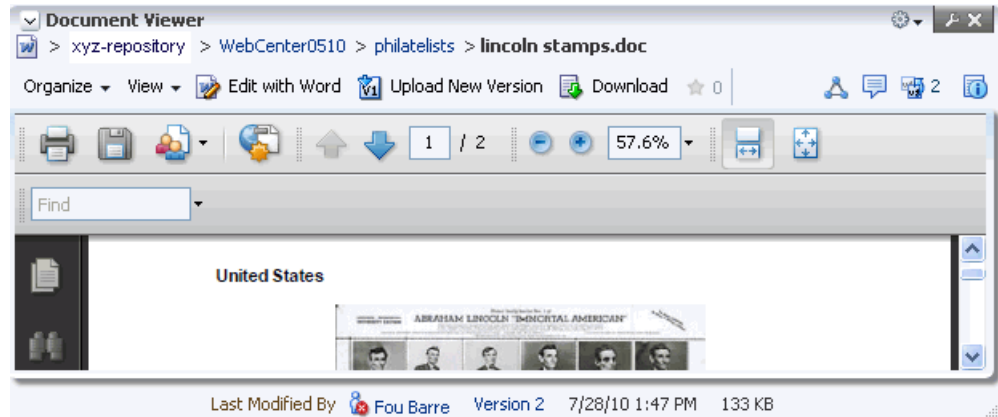 Document Viewer
> xyz-repository > WebCenter0510 > philatelists > lincoln stamps.doc
Organize View Edit with Word Upload New Version Download 0 2
1 / 2 57.6%
Find
United States
ABRAHAM LINCOLN "IMMORTAL AMERICAN"
Last Modified By Fou Barre Version 2 7/28/10 1:47 PM 133 KB